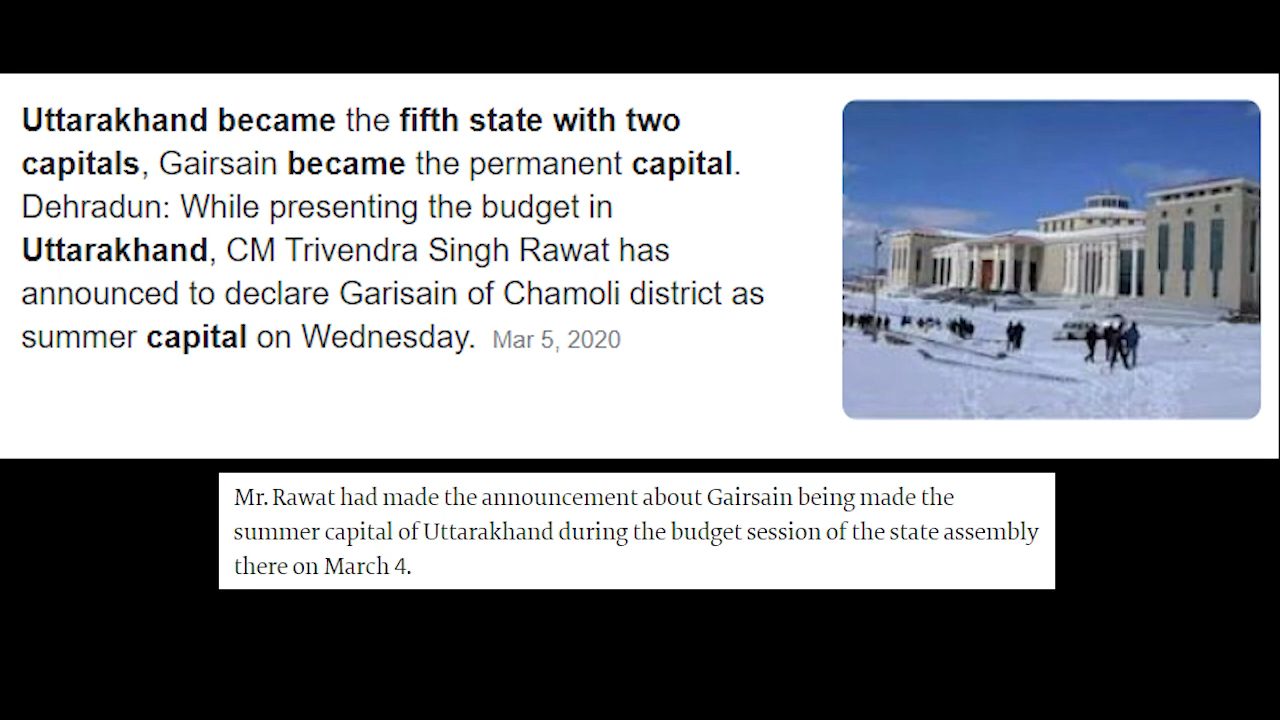 Uttarakhand became the fifth state with two
capitals, Gairsain became the permanent capital.
Dehradun: While presenting the budget in
Uttarakhand, CM Trivendra Singh Rawat has
announced to declare Garisain of Chamoli district as
summer capital on Wednesday. Mar 5, 2020
Mr. Rawat had made the announcement about Gairsain being made the
summer capital of Uttarakhand during the budget session of the state assembly
there on March 4.